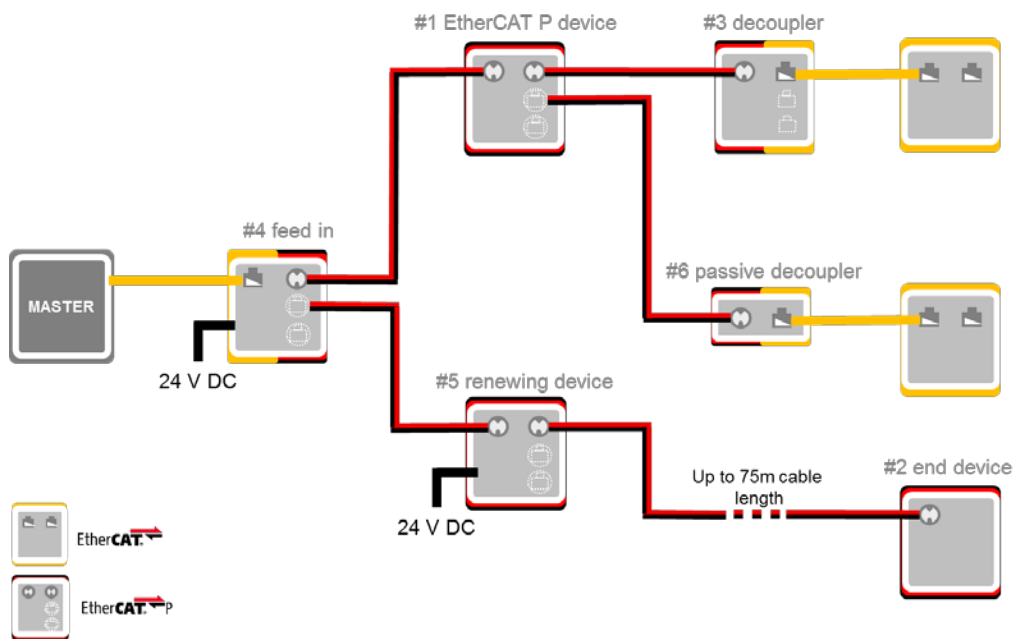 #1 EtherCAT P device
#3 decoupler
#4 feed in
MASTER
#6 passive decoupler
24 V DC
#5 renewing device
Up to 75m cable
length
#2 end device
24 V DC
EtherCAT.
EtherCAT. P